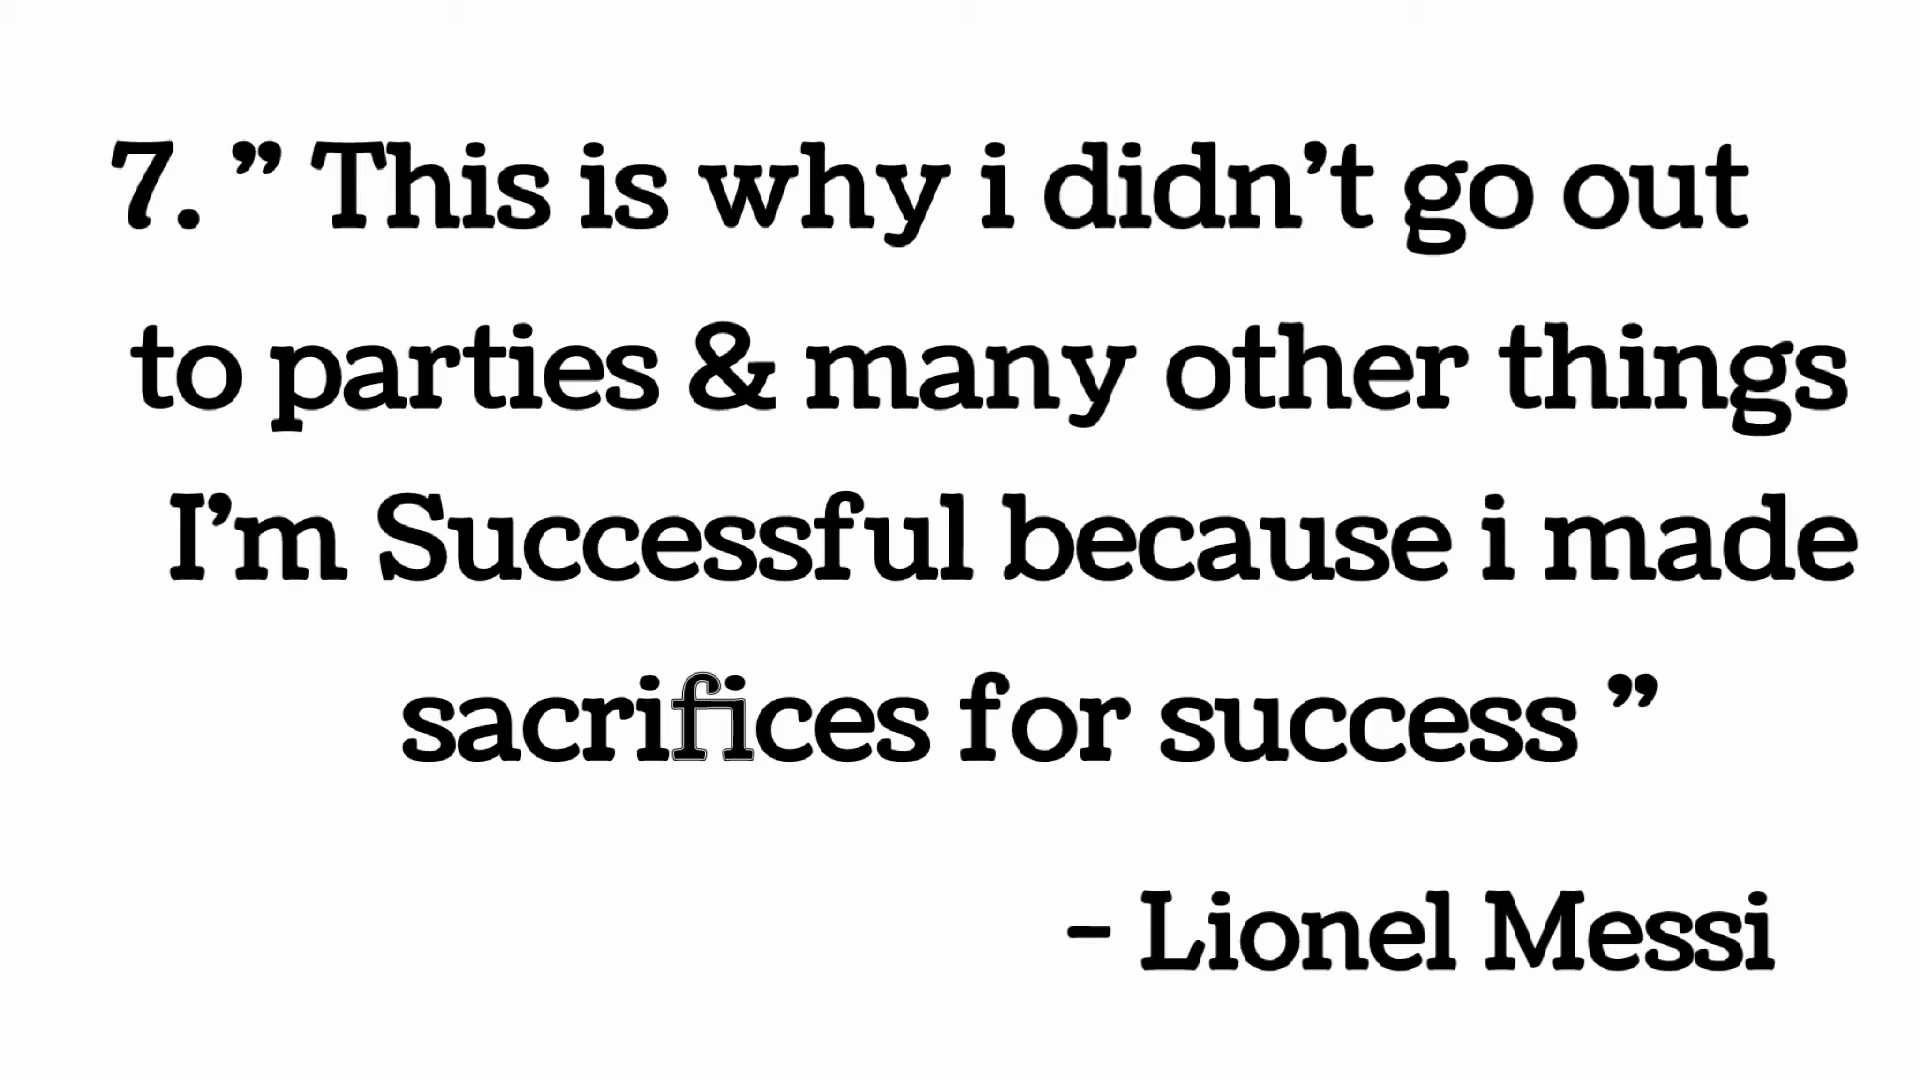 7. ” This is why i didn’t go out
to parties & many other things
I’m Successful because i made
sacrifices for success ”
- Lionel Messi